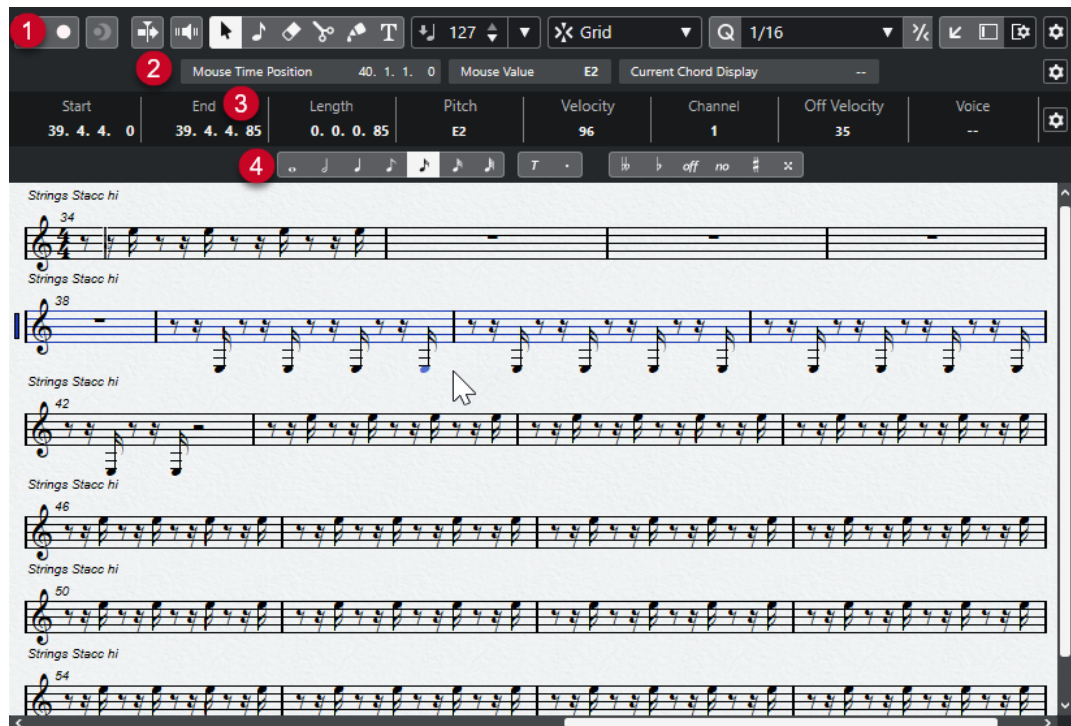 1 T 127 Grid Q 1/16
2 Mouse Time Position 40. 1. 1. 0 Mouse Value E2 Current Chord Display --
Start End 3 Length Pitch Velocity Channel Off Velocity Voice
39. 4. 4. 0 39. 4. 4. 85 0. 0. 0. 85 E2 96 1 35 --
4 T . off no
Strings Stacc hi
34
4
4
Strings Stacc hi
38
Strings Stacc hi
42
Strings Stacc hi
46
Strings Stacc hi
50
Strings Stacc hi
54